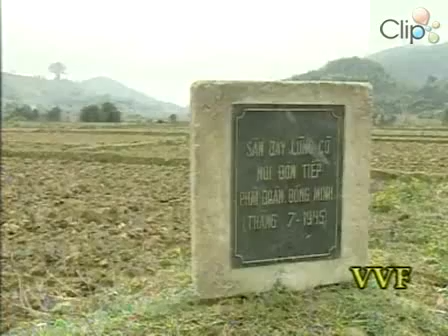 Clip
SÂN BAY LŨNG CÒ
NƠI ĐÓN TIẾP
PHÁI ĐOÀN ĐỒNG MINH
(THÁNG 7-1945)
VVF